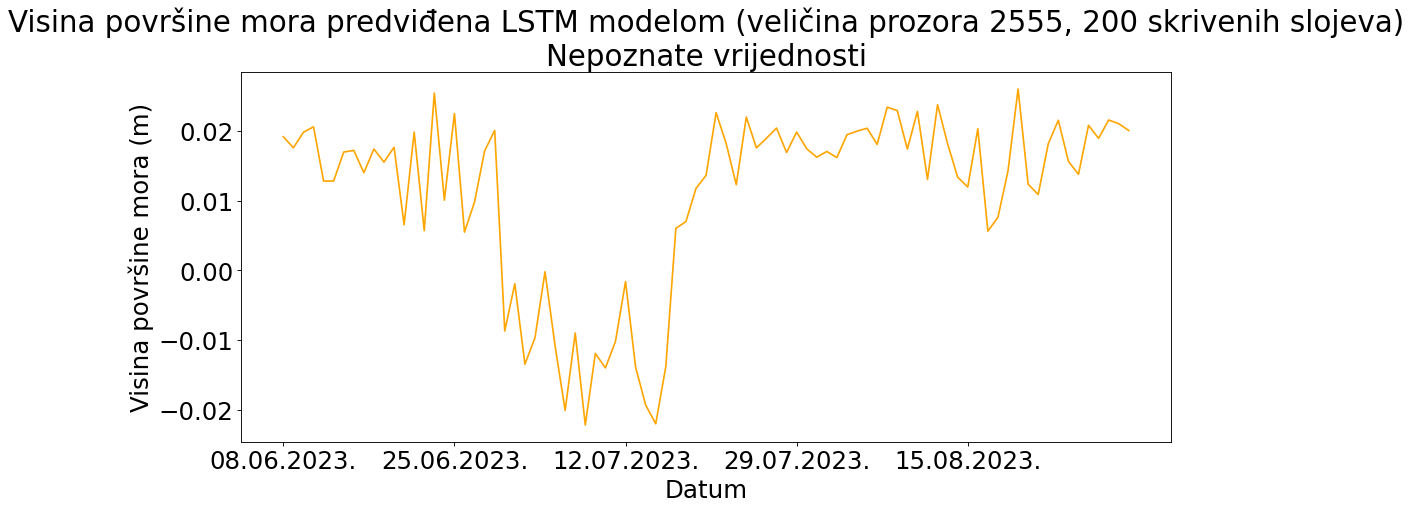 Visina površine mora predviđena LSTM modelom (veličina prozora 2555, 200 skrivenih slojeva)
Nepoznate vrijednosti
Visina površine mora (m)
0.02
0.01
0.00
−0.01
−0.02
08.06.2023. 25.06.2023. 12.07.2023. 29.07.2023. 15.08.2023.
Datum